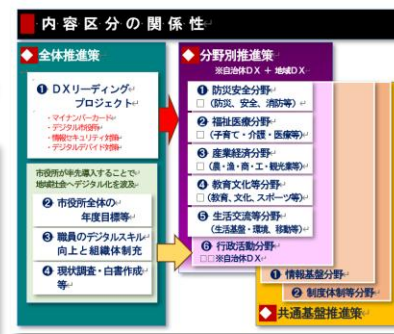 内容区分の関係性
全体推進策
❶ DXリーディング
プロジェクト
・マイナンバーカード
・デジタル市役所
・情報セキュリティ対策
・デジタルデバイド対策
市役所が率先導入することで
地域社会へデジタル化を波及
❷ 市役所全体の
年度目標等
❸ 職員のデジタルスキル
向上と組織体制充
❹ 現状調査・白書作成
等
分野別推進策
※自治体DX + 地域DX
❶ 防災安全分野
(防災、安全、消防等)
❷ 福祉医療分野
(子育て・介護・医療等)
❸ 産業経済分野
(農・漁・商・工・観光業等)
❹ 教育文化等分野
(教育、文化、スポーツ等)
❺ 生活交流等分野
(生活基盤・環境、移動等)
❻ 行政活動分野
※自治体DX
❶ 情報基盤分野
❷ 制度体制等分野
共通基盤推進策